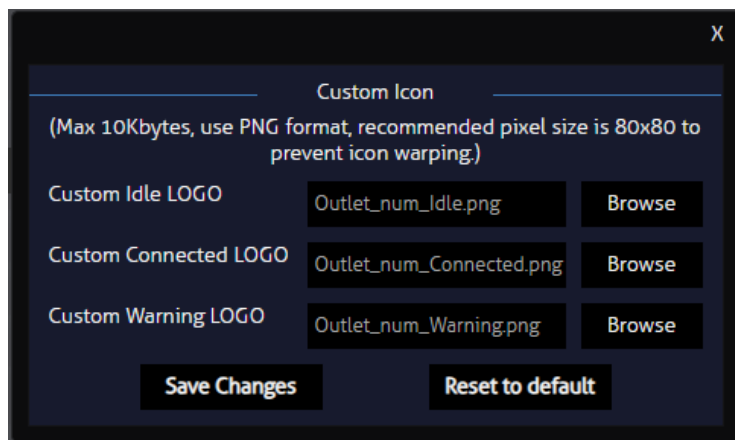 X
Custom Icon
(Max 10Kbytes, use PNG format, recommended pixel size is 80x80 to
prevent icon warping.)
Custom Idle LOGO Outlet_num_Idle.png Browse
Custom Connected LOGO Outlet_num_Connected.png Browse
Custom Warning LOGO Outlet_num_Warning.png Browse
Save Changes Reset to default